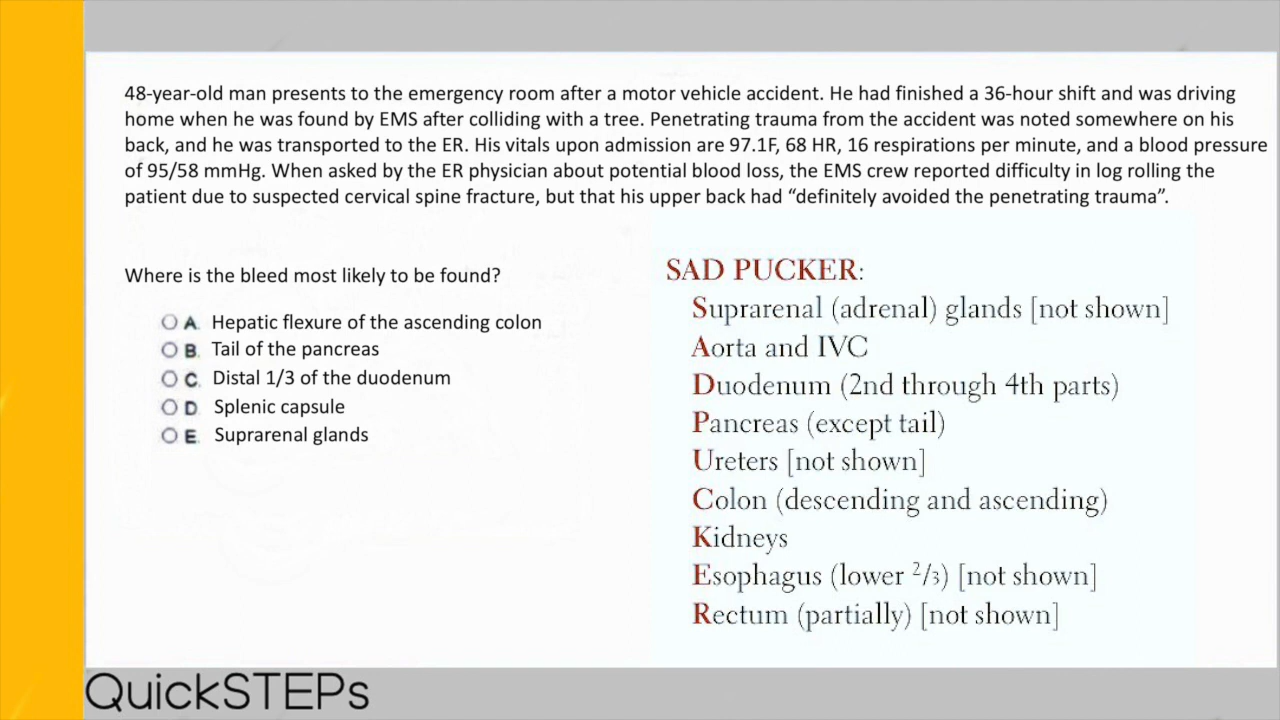 48-year-old man presents to the emergency room after a motor vehicle accident. He had finished a 36-hour shift and was driving
home when he was found by EMS after colliding with a tree. Penetrating trauma from the accident was noted somewhere on his
back, and he was transported to the ER. His vitals upon admission are 97.1F, 68 HR, 16 respirations per minute, and a blood pressure
of 95/58 mmHg. When asked by the ER physician about potential blood loss, the EMS crew reported difficulty in log rolling the
patient due to suspected cervical spine fracture, but that his upper back had “definitely avoided the penetrating trauma”.
Where is the bleed most likely to be found?
A. Hepatic flexure of the ascending colon
B. Tail of the pancreas
C. Distal 1/3 of the duodenum
D. Splenic capsule
E. Suprarenal glands
SAD PUCKER:
Suprarenal (adrenal) glands [not shown]
Aorta and IVC
Duodenum (2nd through 4th parts)
Pancreas (except tail)
Ureters [not shown]
Colon (descending and ascending)
Kidneys
Esophagus (lower 2/3) [not shown]
Rectum (partially) [not shown]
QuickSTEPs